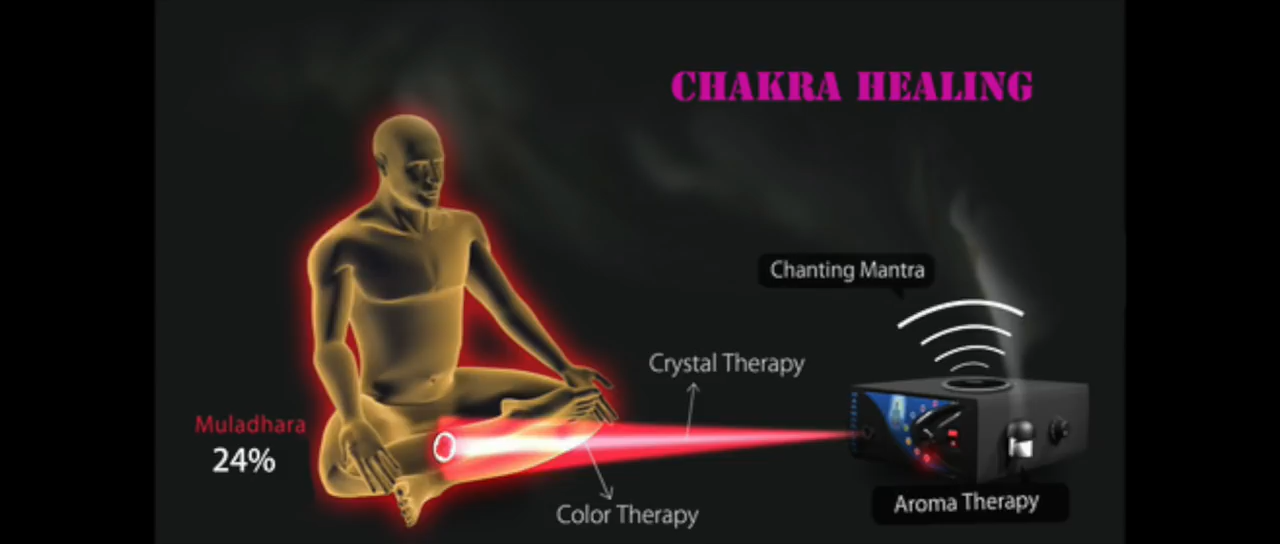 CHAKRA HEALING
Chanting Mantra
Crystal Therapy
Muladhara
24%
Aroma Therapy
Color Therapy